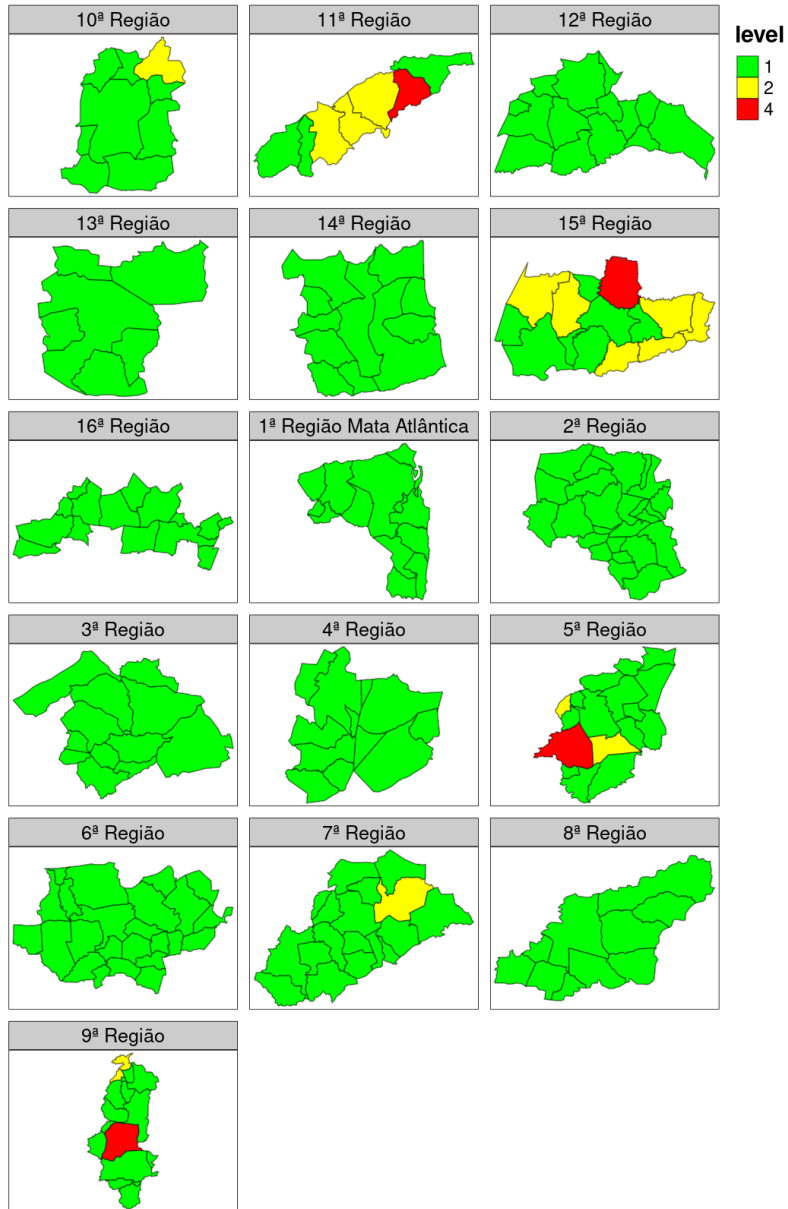 10ª Região
11ª Região
12ª Região
level
1
2
4
13ª Região
14ª Região
15ª Região
16ª Região
1ª Região Mata Atlântica
2ª Região
3ª Região
4ª Região
5ª Região
6ª Região
7ª Região
8ª Região
9ª Região